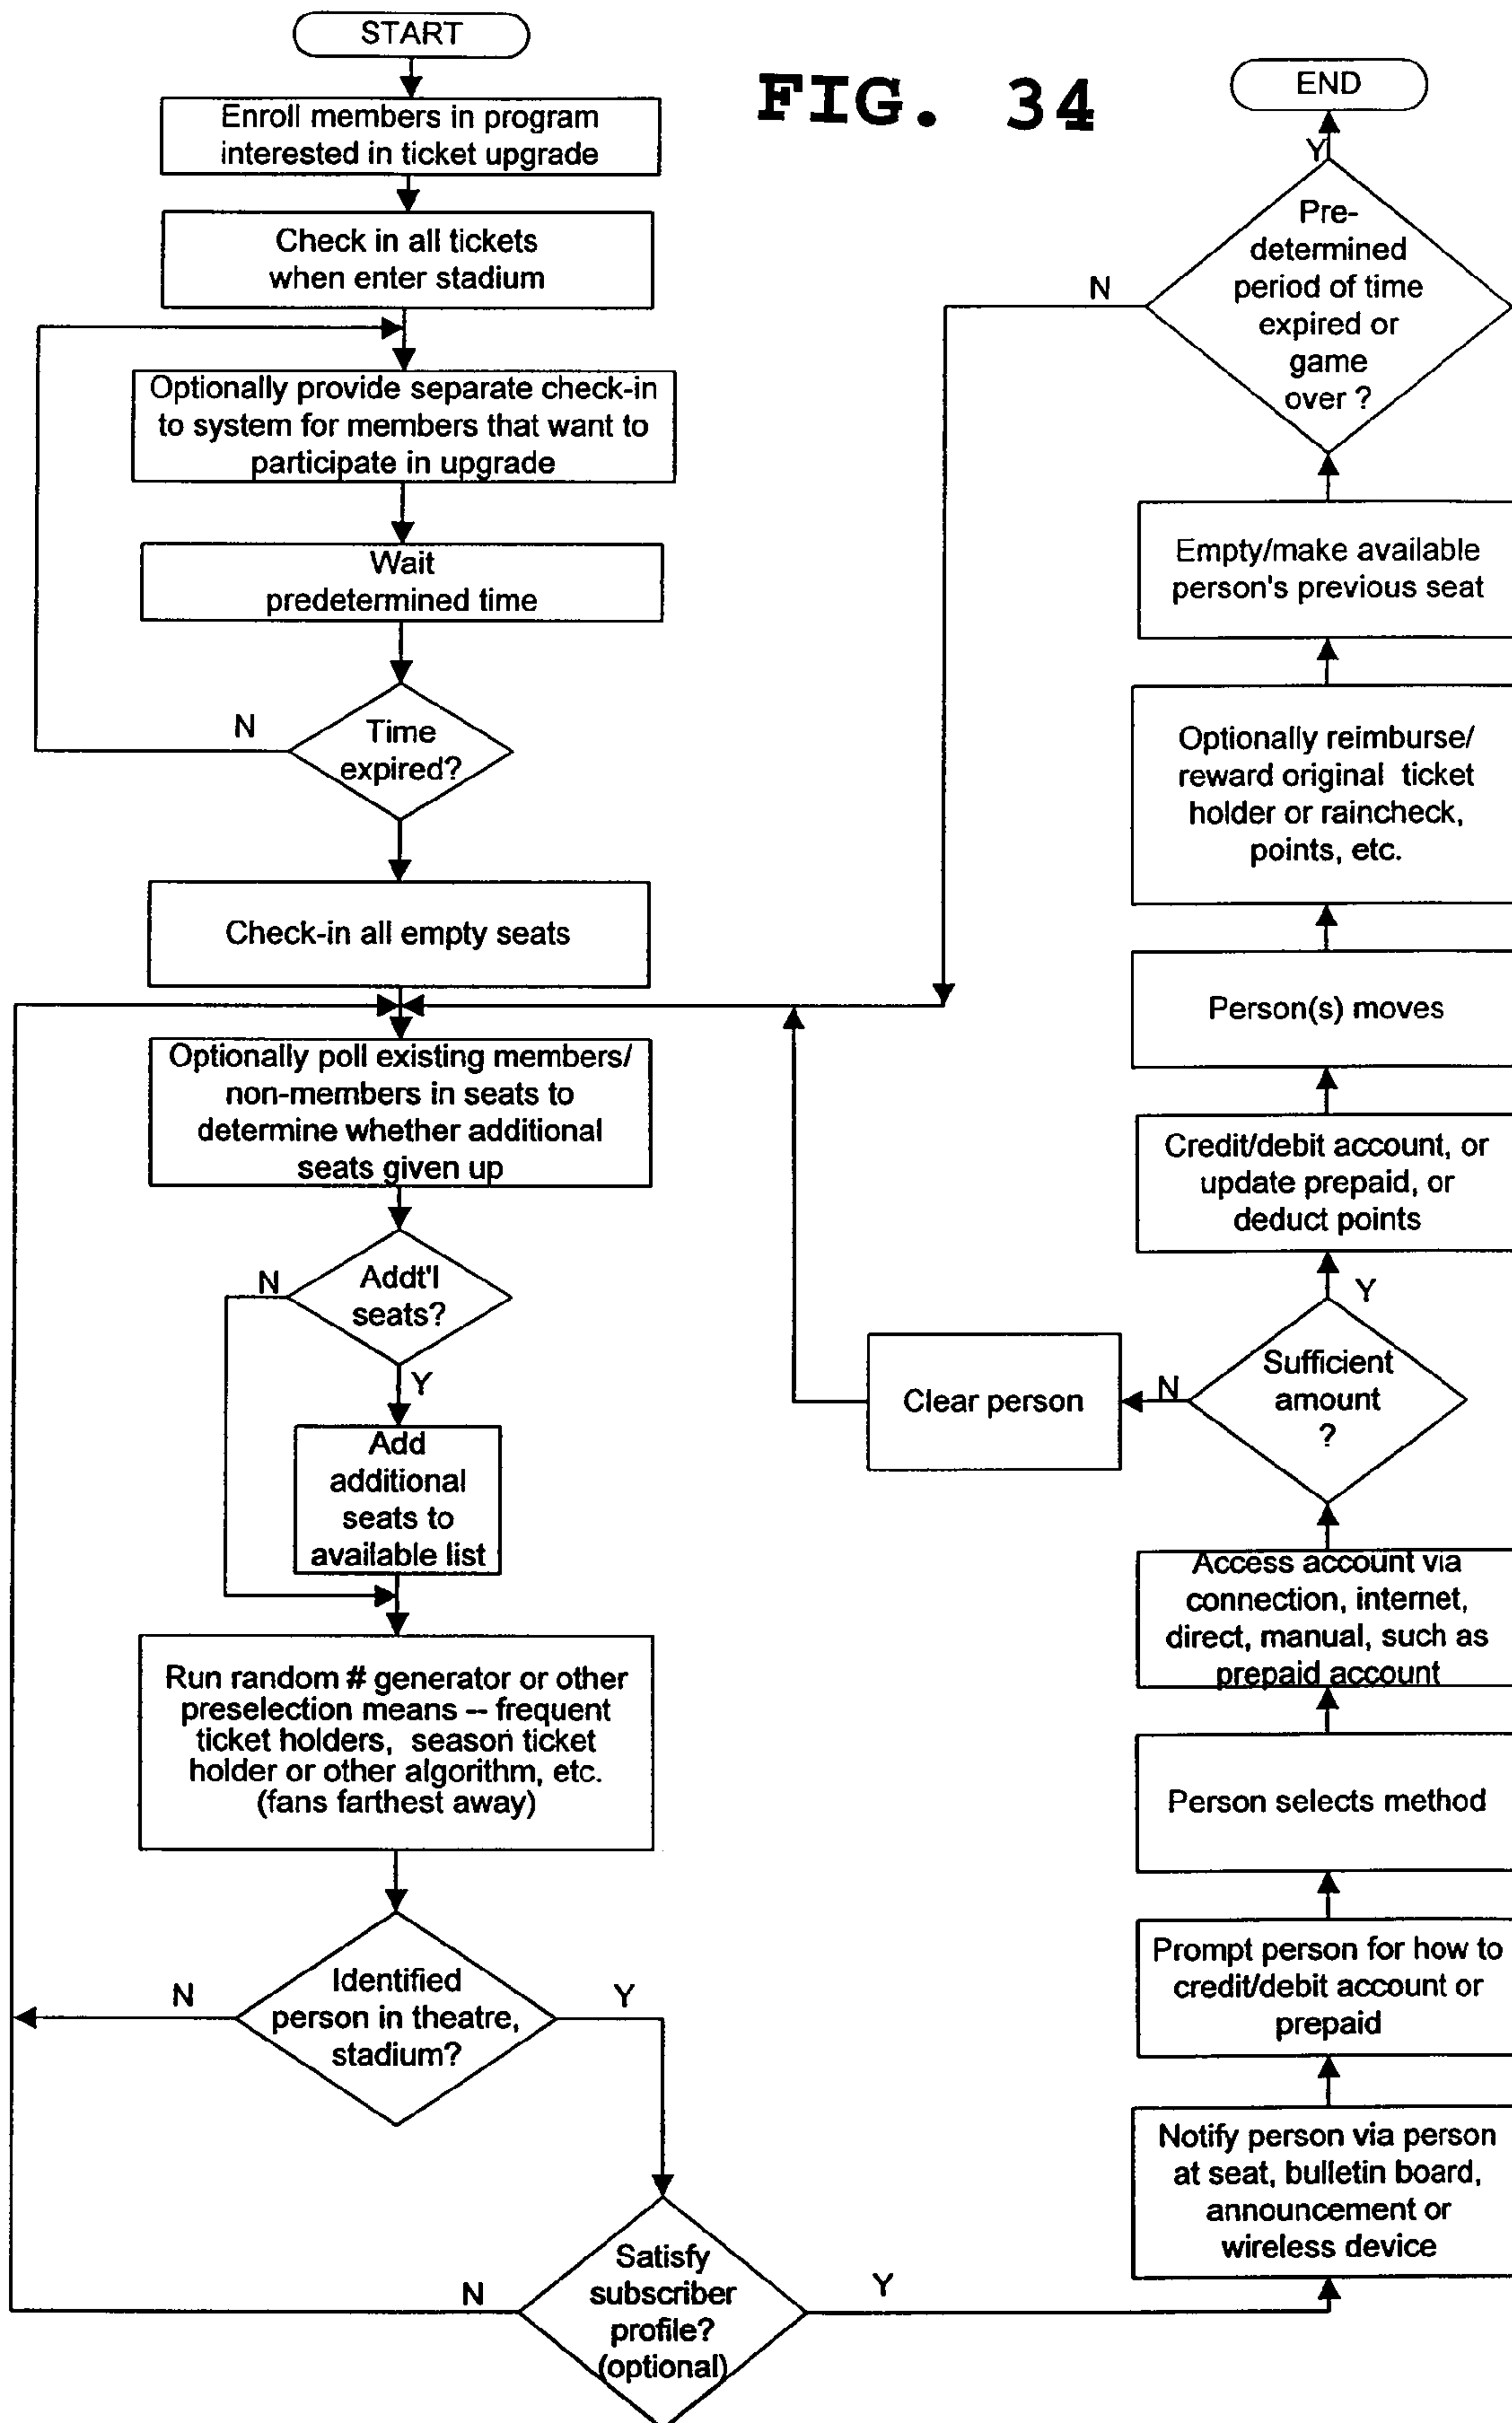 START
FIG. 34
Enroll members in program
interested in ticket upgrade
Check in all tickets
when enter stadium
Optionally provide separate check-in
to system for members that want to
participate in upgrade
Wait
predetermined time
Time
expired?
N
Check-in all empty seats
Optionally poll existing members/
non-members in seats to
determine whether additional
seats given up
Addt'l
seats?
N
Y
Add
additional
seats to
available list
Run random # generator or other
preselection means -- frequent
ticket holders, season ticket
holder or other algorithm, etc.
(fans farthest away)
Identified
person in theatre,
stadium?
N
Y
Satisfy
subscriber
profile?
(optional)
N
Y
Notify person via person
at seat, bulletin board,
announcement or
wireless device
Prompt person for how to
credit/debit account or
prepaid
Person selects method
Access account via
connection, internet,
direct, manual, such as
prepaid account
Sufficient
amount
?
N
Y
Clear person
Credit/debit account, or
update prepaid, or
deduct points
Person(s) moves
Optionally reimburse/
reward original ticket
holder or raincheck,
points, etc.
Empty/make available
person's previous seat
Pre-
determined
period of time
expired or
game
over ?
N
Y
END